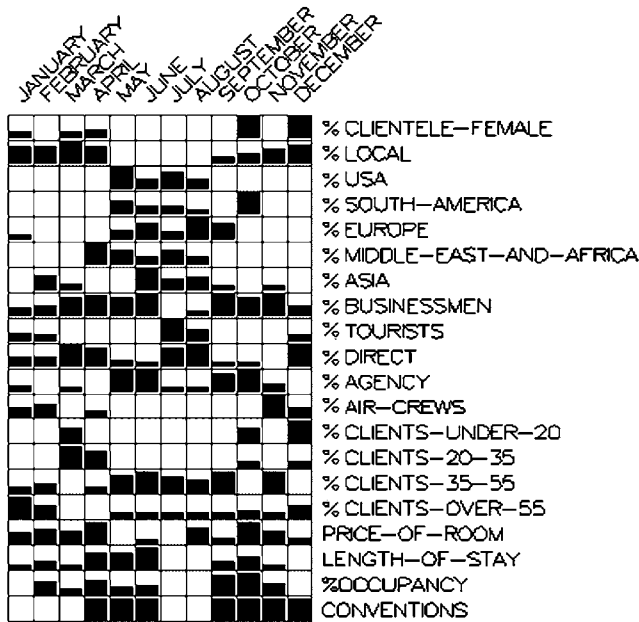 JANUARY
FEBRUARY
MARCH
APRIL
MAY
JUNE
JULY
AUGUST
SEPTEMBER
OCTOBER
NOVEMBER
DECEMBER
% CLIENTELE-FEMALE
% LOCAL
% USA
% SOUTH-AMERICA
% EUROPE
% MIDDLE-EAST-AND-AFRICA
% ASIA
% BUSINESSMEN
% TOURISTS
% DIRECT
% AGENCY
% AIR-CREWS
% CLIENTS-UNDER-20
% CLIENTS-20-35
% CLIENTS-35-55
% CLIENTS-OVER-55
PRICE-OF-ROOM
LENGTH-OF-STAY
%OCCUPANCY
CONVENTIONS